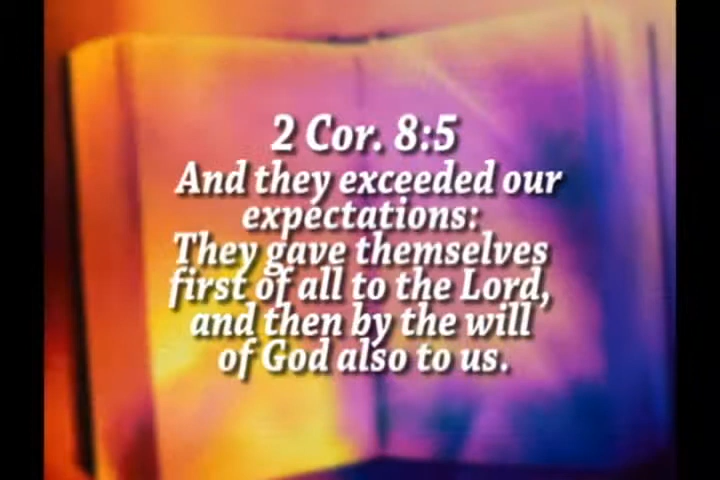 2 Cor. 8:5
And they exceeded our
expectations:
They gave themselves
first of all to the Lord,
and then by the will
of God also to us.